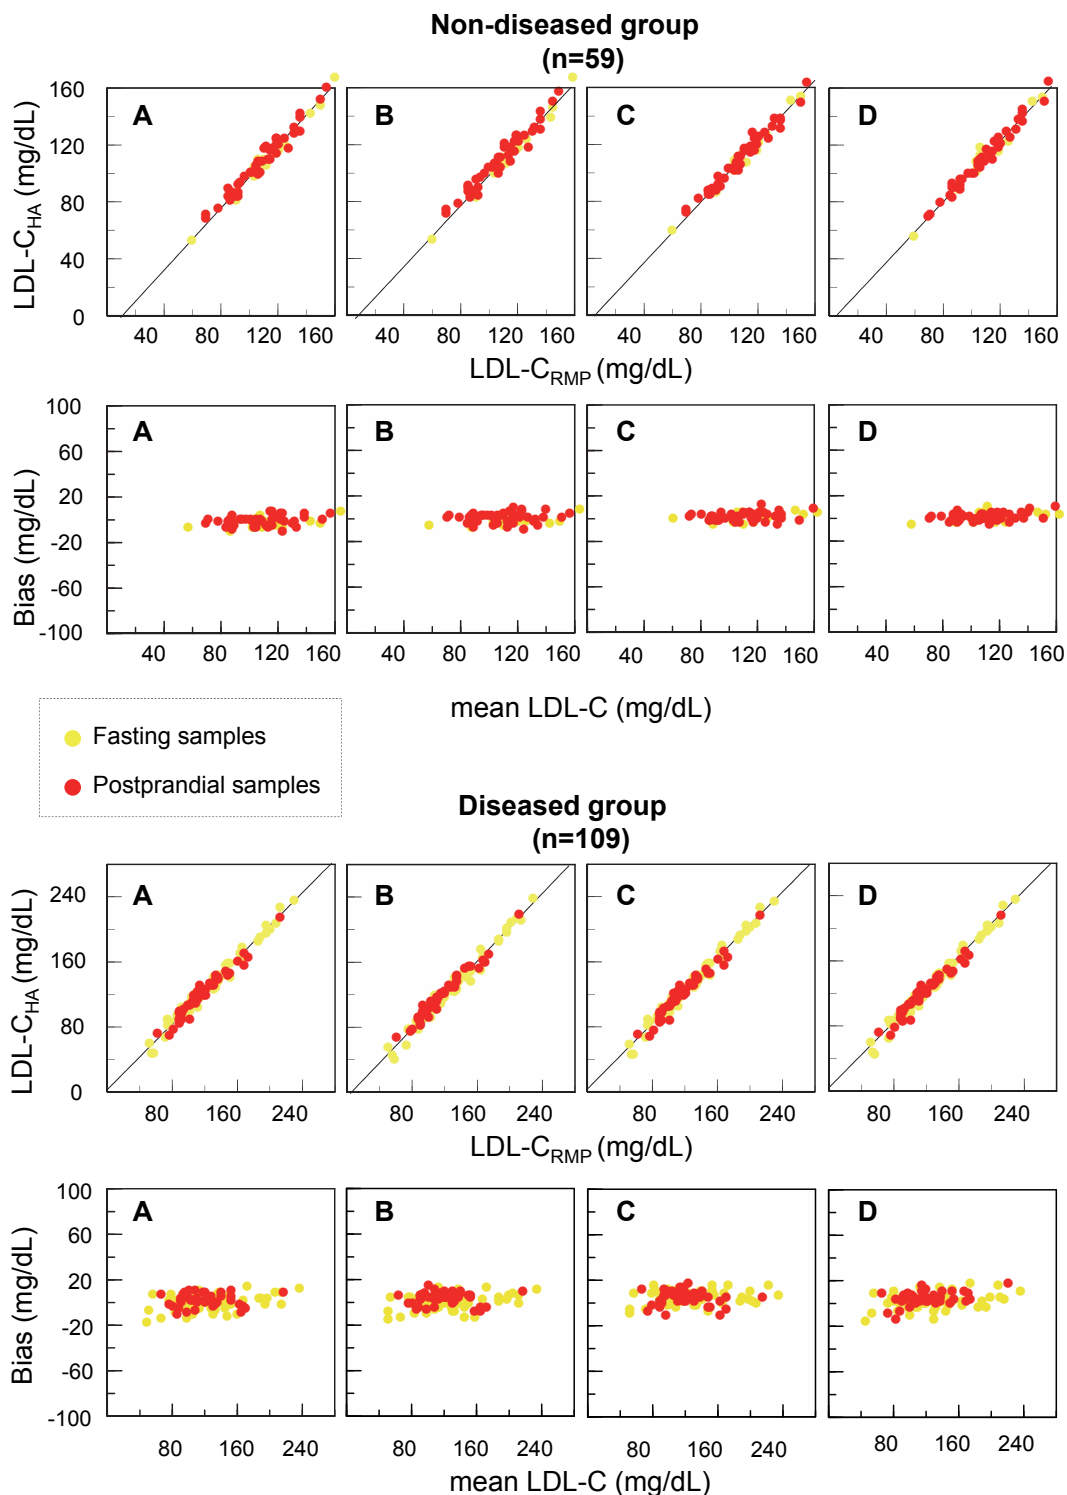 Non-diseased group
(n=59)
A B C D
LDL-C_HA (mg/dL)
160
120
80
40
0
40 80 120 160 40 80 120 160 40 80 120 160 40 80 120 160
LDL-C_RMP (mg/dL)
A B C D
Bias (mg/dL)
100
60
20
-20
-60
-100
40 80 120 160 40 80 120 160 40 80 120 160 40 80 120 160
mean LDL-C (mg/dL)
Fasting samples
Postprandial samples
Diseased group
(n=109)
A B C D
LDL-C_HA (mg/dL)
240
160
80
0
80 160 240 80 160 240 80 160 240 80 160 240
LDL-C_RMP (mg/dL)
A B C D
Bias (mg/dL)
100
60
20
-20
-60
-100
80 160 240 80 160 240 80 160 240 80 160 240
mean LDL-C (mg/dL)